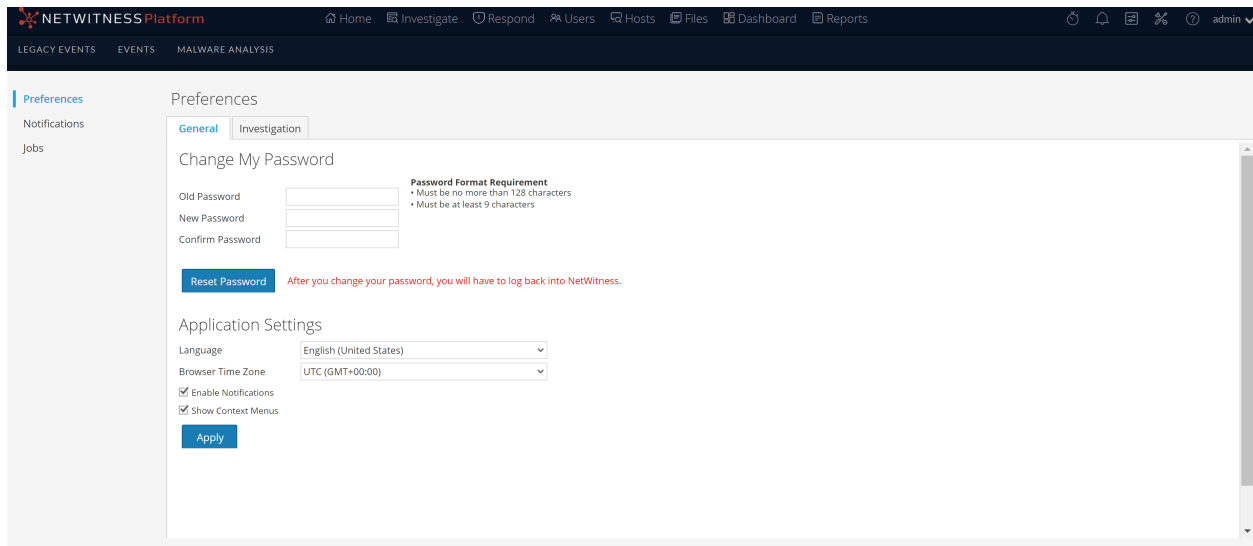 NETWITNESS Platform Home Investigate Respond Users Hosts Files Dashboard Reports admin
LEGACY EVENTS EVENTS MALWARE ANALYSIS
Preferences
Notifications
Jobs
Preferences
General Investigation
Change My Password
Old Password
New Password
Confirm Password
Password Format Requirement
• Must be no more than 128 characters
• Must be at least 9 characters
Reset Password After you change your password, you will have to log back into NetWitness.
Application Settings
Language English (United States)
Browser Time Zone UTC (GMT+00:00)
Enable Notifications
Show Context Menus
Apply